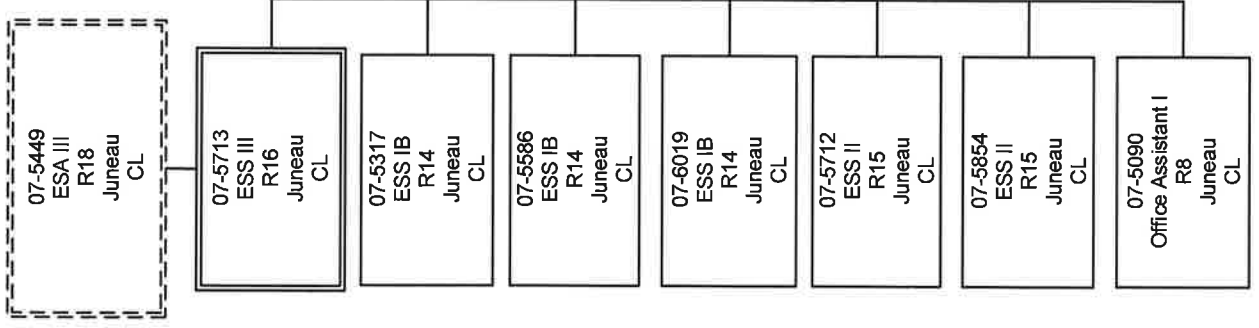 07-5449
ESA III
R18
Juneau
CL
07-5713
ESS III
R16
Juneau
CL
07-5317
ESS IB
R14
Juneau
CL
07-5586
ESS IB
R14
Juneau
CL
07-6019
ESS IB
R14
Juneau
CL
07-5712
ESS II
R15
Juneau
CL
07-5854
ESS II
R15
Juneau
CL
07-5090
Office Assistant I
R8
Juneau
CL